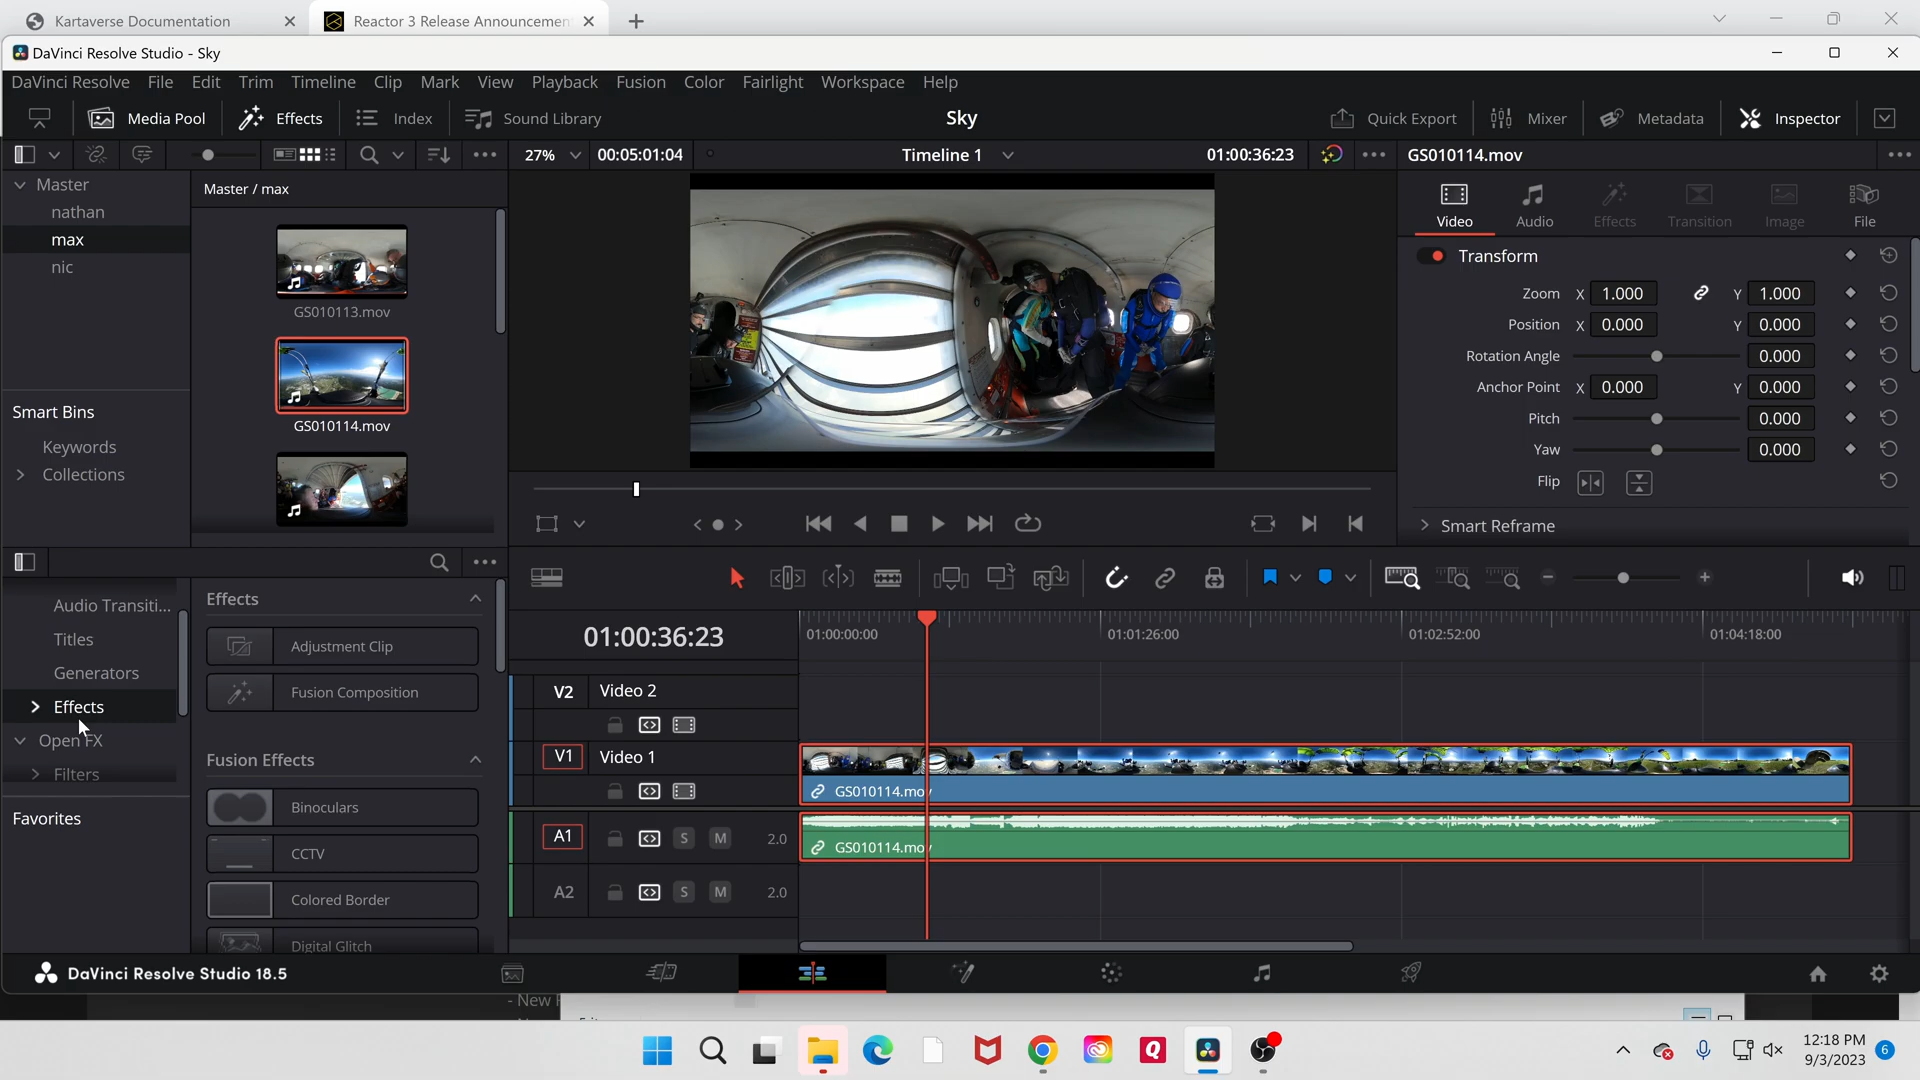 Kartaverse Documentation
Reactor 3 Release Announcemen
DaVinci Resolve Studio - Sky
DaVinci Resolve File Edit Trim Timeline Clip Mark View Playback Fusion Color Fairlight Workspace Help
Media Pool Effects Index Sound Library Sky Quick Export Mixer Metadata Inspector
27% 00:05:01:04 Timeline 1 01:00:36:23 GS010114.mov
Master
nathan
max
nic
Master / max
GS010113.mov
GS010114.mov
Smart Bins
Keywords
Collections
Video Audio Effects Transition Image File
Transform
Zoom X 1.000 Y 1.000
Position X 0.000 Y 0.000
Rotation Angle 0.000
Anchor Point X 0.000 Y 0.000
Pitch 0.000
Yaw 0.000
Flip
Smart Reframe
Audio Transiti...
Titles
Generators
Effects
Open FX
Filters
Favorites
Effects
Adjustment Clip
Fusion Composition
Fusion Effects
Binoculars
CCTV
Colored Border
Digital Glitch
01:00:36:23
01:00:00:00 01:01:26:00 01:02:52:00 01:04:18:00
V2 Video 2
V1 Video 1
GS010114.mov
A1 S M 2.0
GS010114.mov
A2 S M 2.0
DaVinci Resolve Studio 18.5
- New
12:18 PM
9/3/2023
6